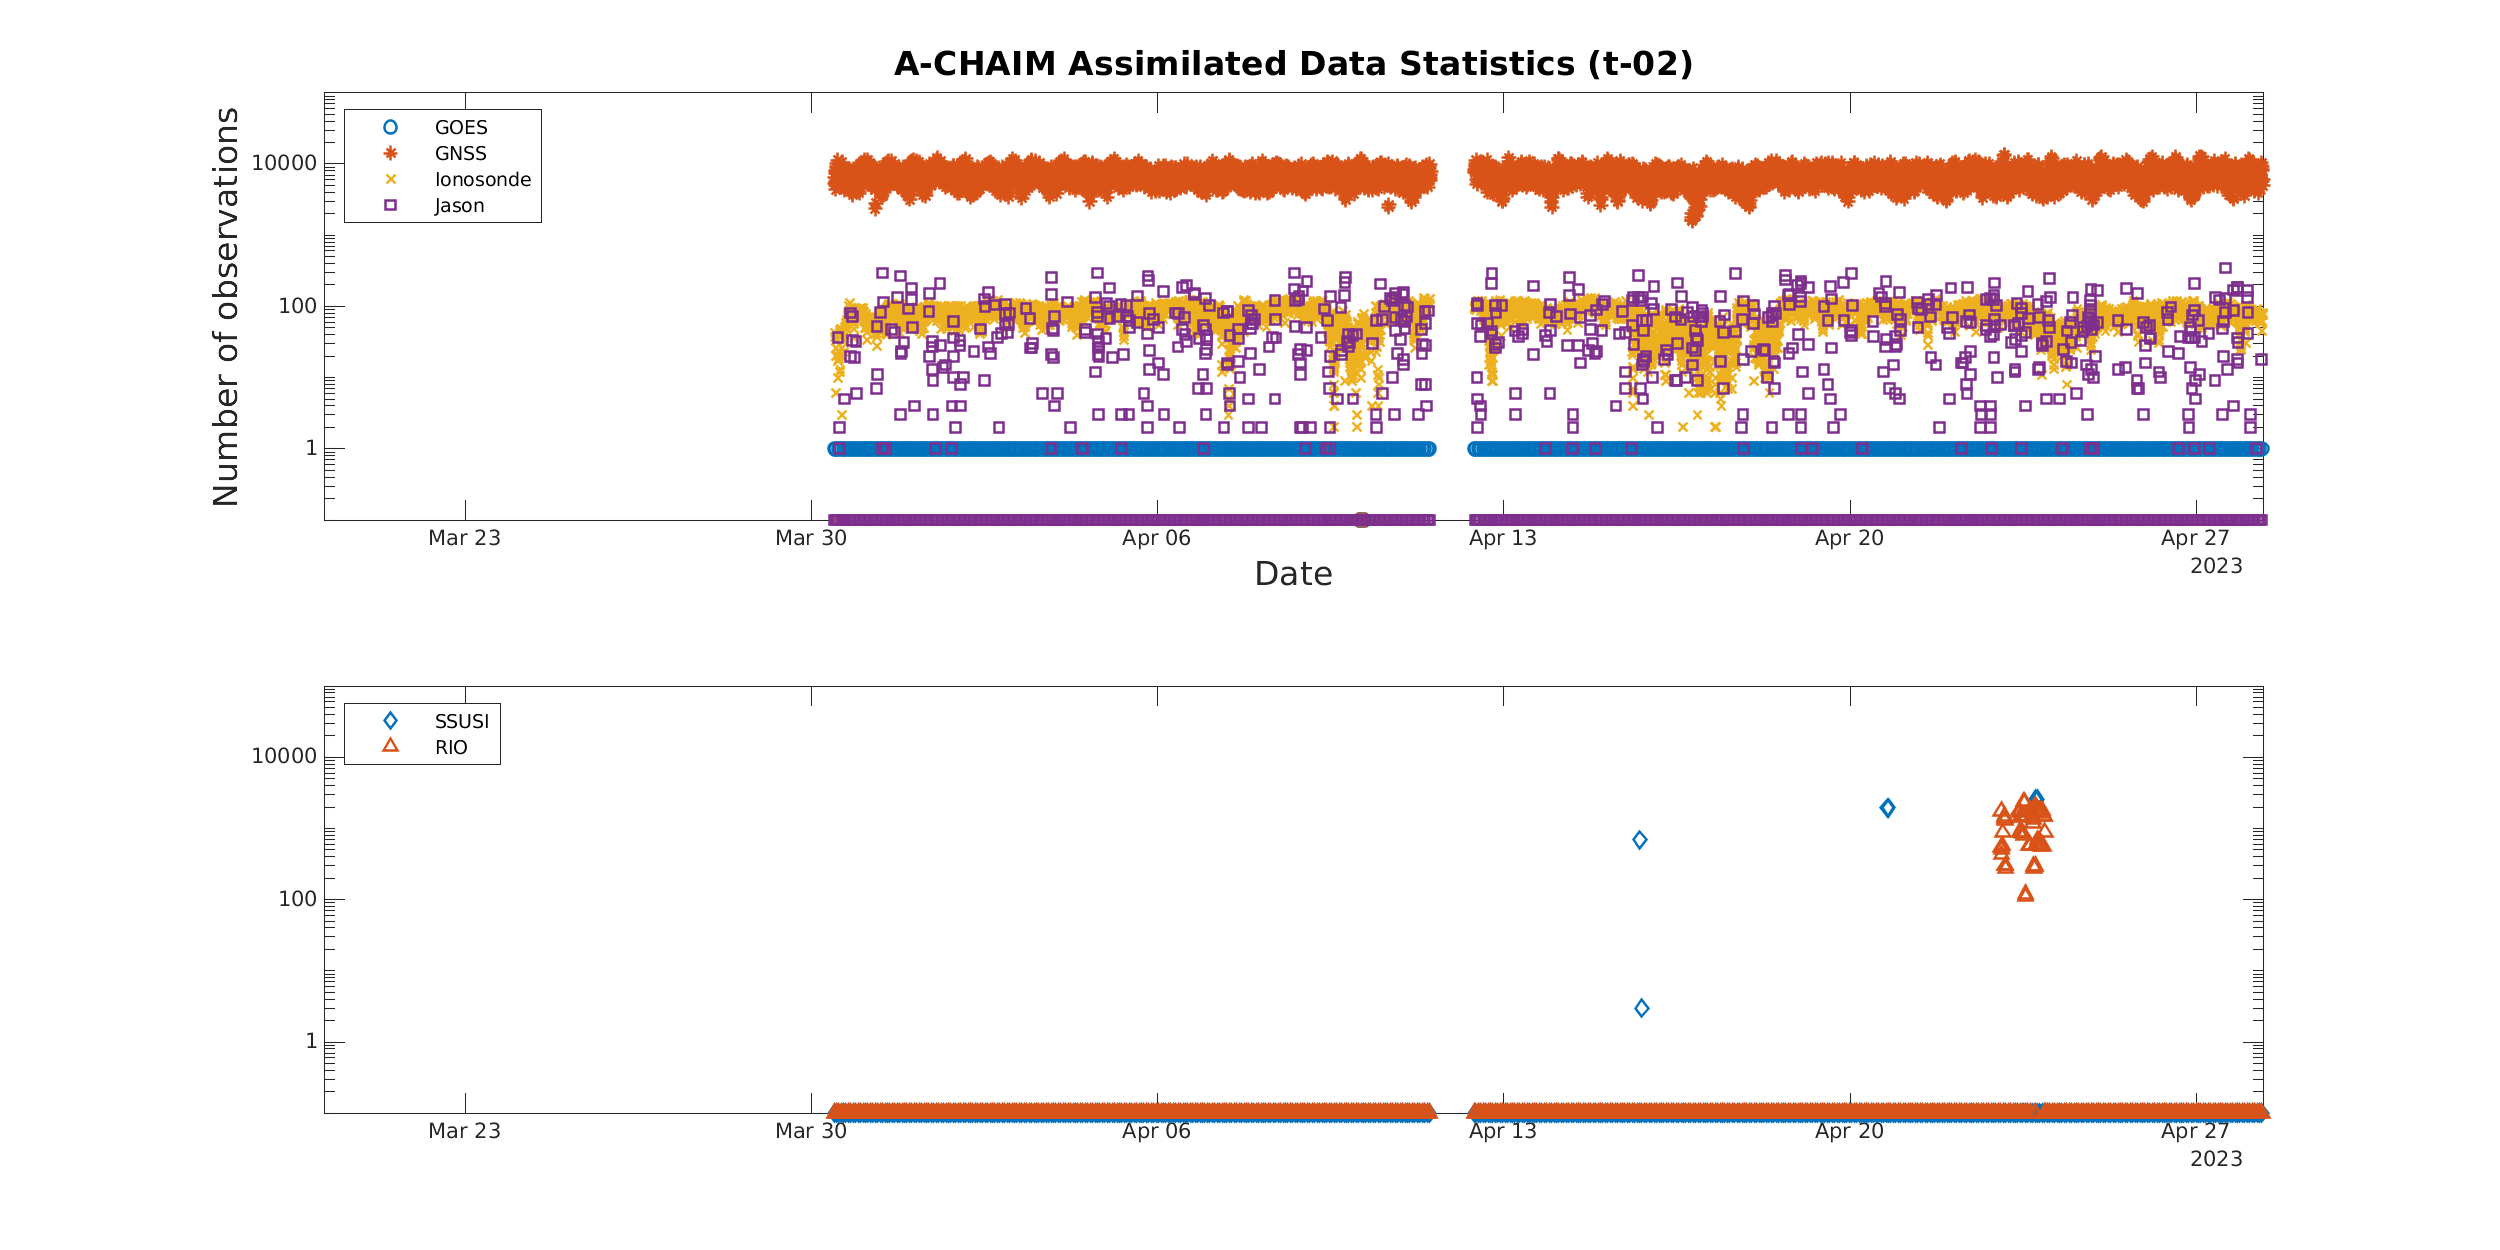 A-CHAIM Assimilated Data Statistics (t-02)
GOES
GNSS
Ionosonde
Jason
Number of observations
10000
100
1
Mar 23
Mar 30
Apr 06
Apr 13
Apr 20
Apr 27
2023
Date
SSUSI
RIO
10000
100
1
Mar 23
Mar 30
Apr 06
Apr 13
Apr 20
Apr 27
2023